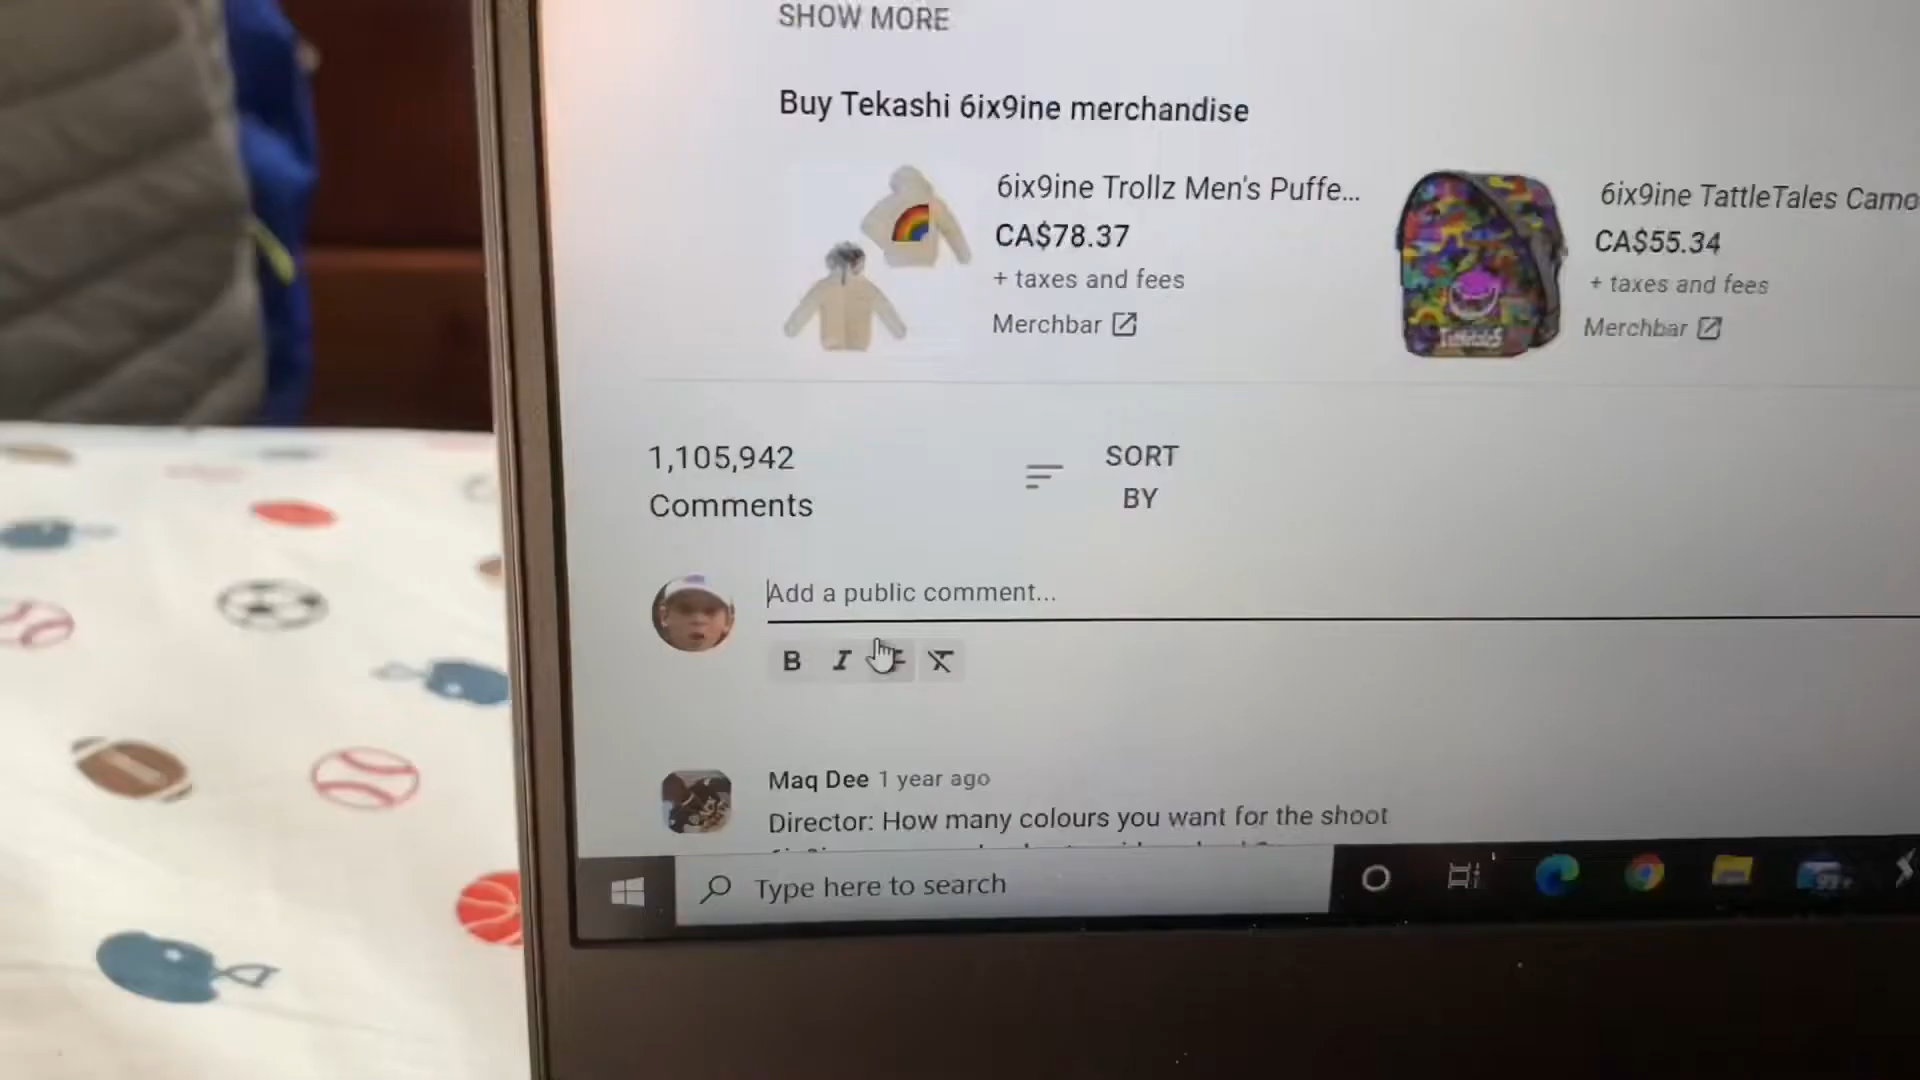 SHOW MORE
Buy Tekashi 6ix9ine merchandise
6ix9ine Trollz Men's Puffe...
CA$78.37
+ taxes and fees
Merchbar
6ix9ine TattleTales Camo
CA$55.34
+ taxes and fees
Merchbar
TattleTales
1,105,942
Comments
SORT
BY
Add a public comment...
B I
Maq Dee 1 year ago
Director: How many colours you want for the shoot
Type here to search